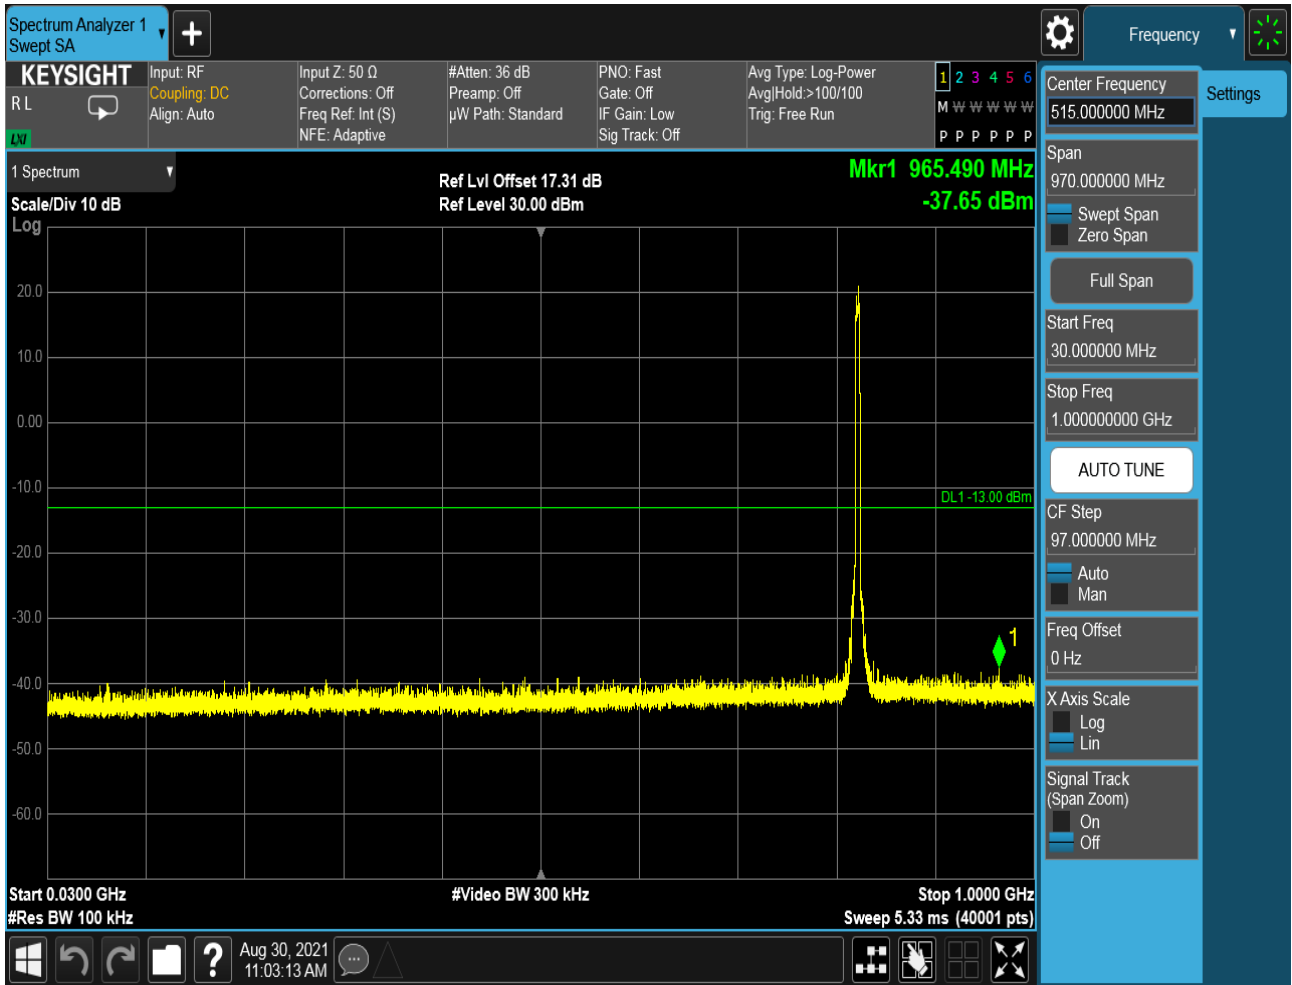 Spectrum Analyzer 1
Swept SA
Frequency
KEYSIGHT
R L
LXI
Input: RF
Coupling: DC
Align: Auto
Input Z: 50 Ω
Corrections: Off
Freq Ref: Int (S)
NFE: Adaptive
#Atten: 36 dB
Preamp: Off
µW Path: Standard
PNO: Fast
Gate: Off
IF Gain: Low
Sig Track: Off
Avg Type: Log-Power
Avg|Hold:>100/100
Trig: Free Run
1 2 3 4 5 6
M W W W W W
P P P P P P
1 Spectrum
Scale/Div 10 dB
Log
Ref Lvl Offset 17.31 dB
Ref Level 30.00 dBm
Mkr1 965.490 MHz
-37.65 dBm
20.0
10.0
0.00
-10.0
-20.0
-30.0
-40.0
-50.0
-60.0
DL1 -13.00 dBm
1
Start 0.0300 GHz
#Res BW 100 kHz
#Video BW 300 kHz
Stop 1.0000 GHz
Sweep 5.33 ms (40001 pts)
Center Frequency
515.000000 MHz
Settings
Span
970.000000 MHz
Swept Span
Zero Span
Full Span
Start Freq
30.000000 MHz
Stop Freq
1.000000000 GHz
AUTO TUNE
CF Step
97.000000 MHz
Auto
Man
Freq Offset
0 Hz
X Axis Scale
Log
Lin
Signal Track
(Span Zoom)
On
Off
?
Aug 30, 2021
11:03:13 AM